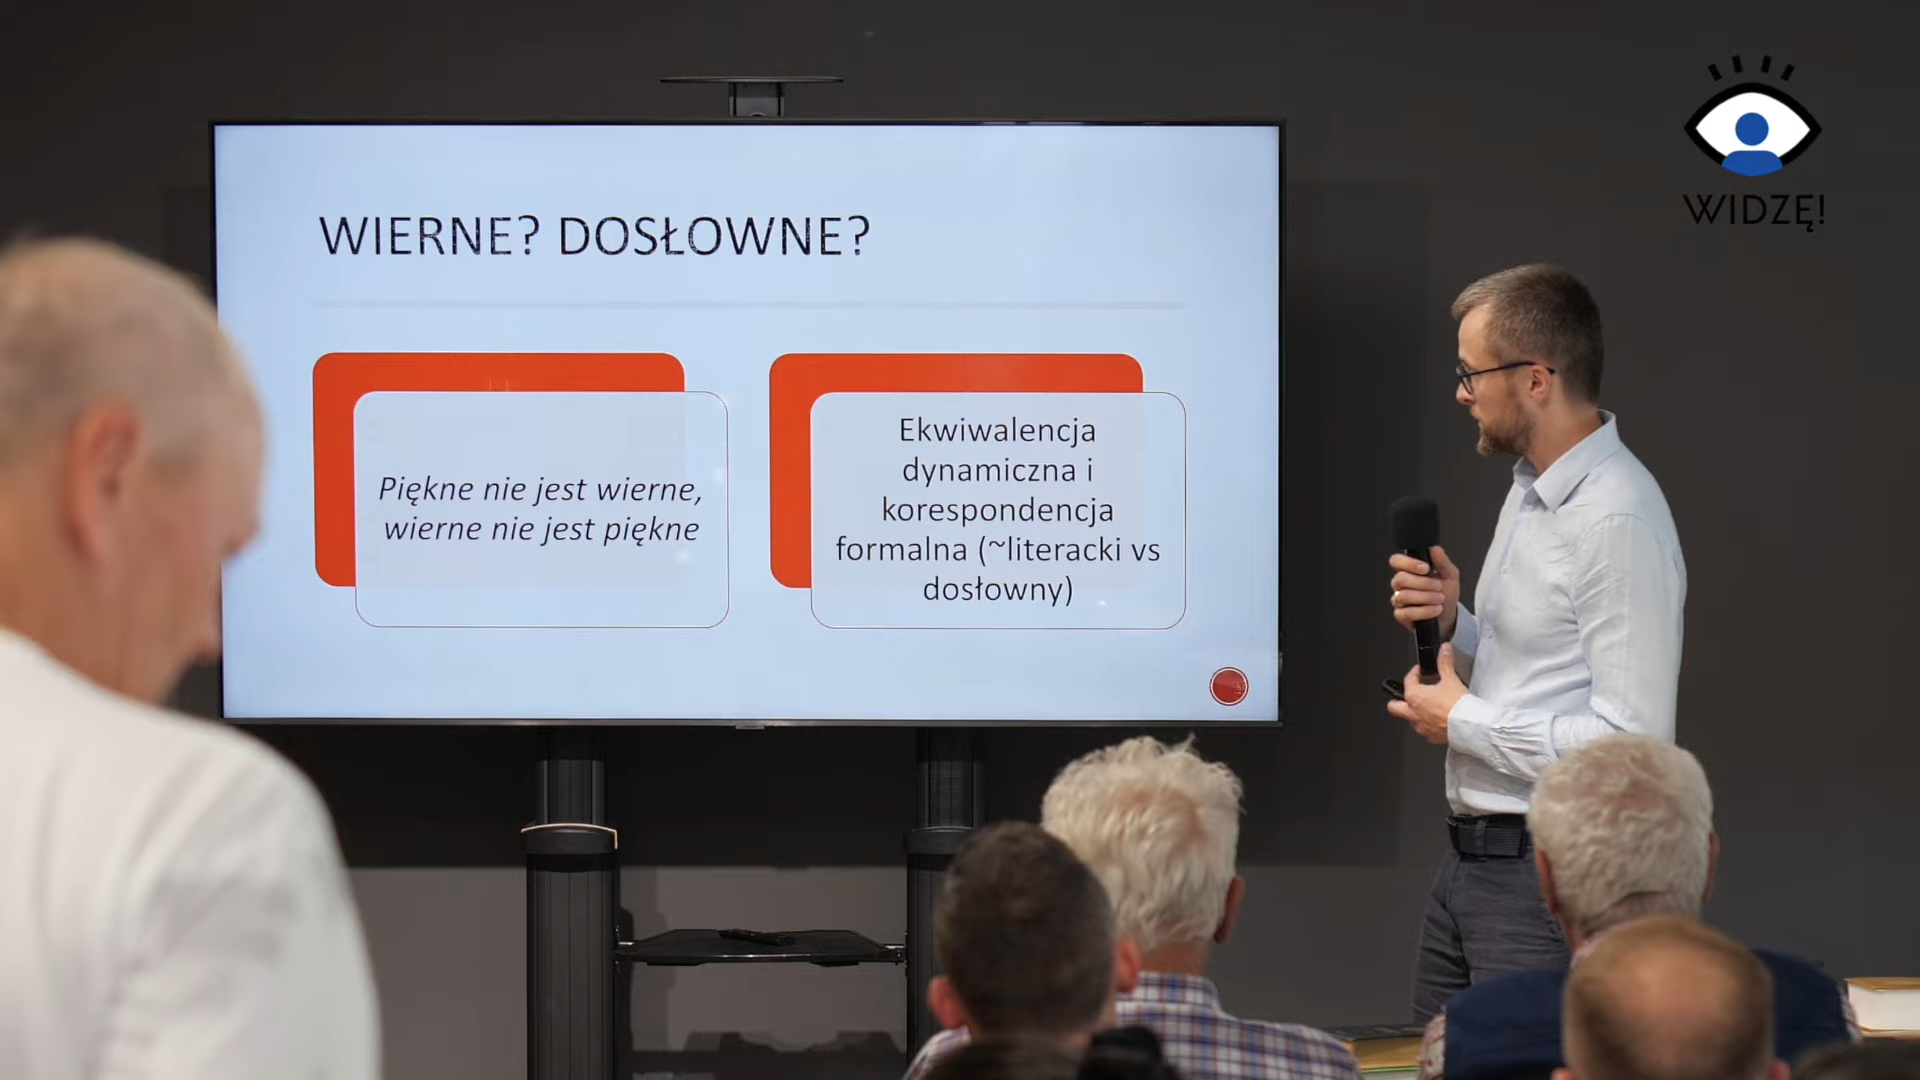 WIERNE? DOSŁOWNE?
Piękne nie jest wierne,
wierne nie jest piękne
Ekwiwalencja
dynamiczna i
korespondencja
formalna (~literacki vs
dosłowny)
WIDZĘ!